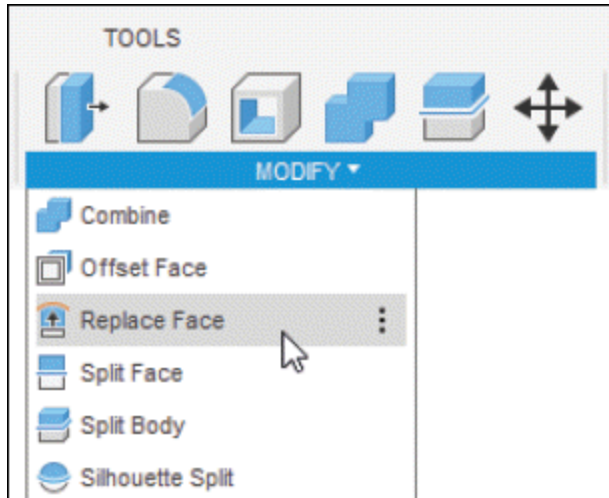 TOOLS
MODIFY
Combine
Offset Face
Replace Face
Split Face
Split Body
Silhouette Split